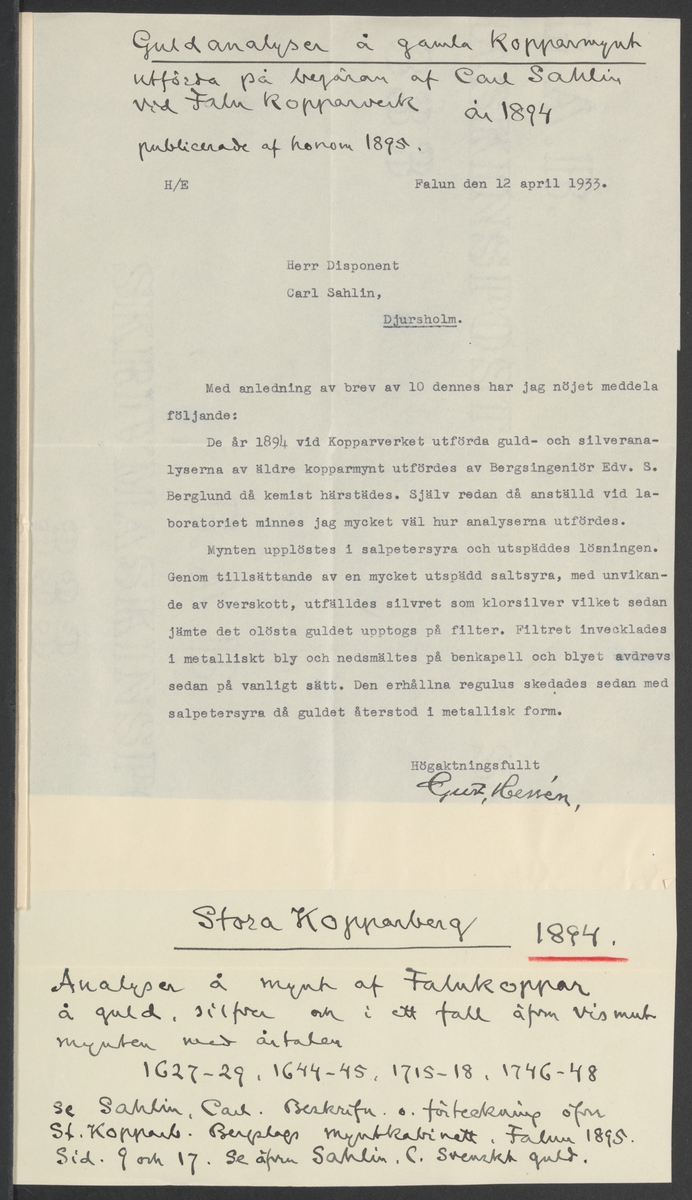 Guldanalyser å gamla kopparmynt
utförda på begäran af Carl Sahlin
vid Falu Kopparverk år 1894
publicerade af honom 1895.
H/E Falun den 12 april 1933.
Herr Disponent
Carl Sahlin,
Djursholm.
Med anledning av brev av 10 dennes har jag nöjet meddela
följande:
De år 1894 vid Kopparverket utförda guld- och silverana-
lyserna av äldre kopparmynt utfördes av Bergsingeniör Edv. S.
Berglund då kemist härstädes. Själv redan då anställd vid la-
boratoriet minnes jag mycket väl hur analyserna utfördes.
Mynten upplöstes i salpetersyra och utspäddes lösningen.
Genom tillsättande av en mycket utspädd saltsyra, med unvikan-
de av överskott, utfälldes silvret som klorsilver vilket sedan
jämte det olösta guldet upptogs på filter. Filtret invecklades
i metalliskt bly och nedsmältes på benkapell och blyet avdrevs
sedan på vanligt sätt. Den erhållna regulus skedades sedan med
salpetersyra då guldet återstod i metallisk form.
Högaktningsfullt
Gust. Hessén,
Stora Kopparberg 1894.
Analyser å mynt af Falukoppar
å guld, silfver och i ett fall äfven vismut
mynten med årtalen
1627-29, 1644-45, 1715-18, 1746-48
se Sahlin, Carl. Beskrifn. o. förteckning öfver
St. Kopparb. Bergslags myntkabinett, Falun 1895.
Sid. 9 och 17. Se äfven Sahlin, C. Svenskt guld.